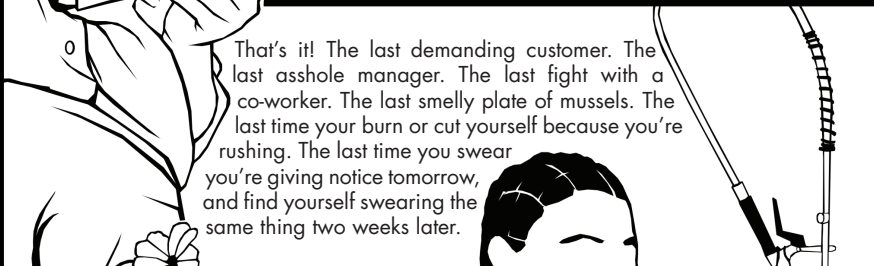 That's it! The last demanding customer. The
last asshole manager. The last fight with a
co-worker. The last smelly plate of mussels. The
last time your burn or cut yourself because you're
rushing. The last time you swear
you're giving notice tomorrow,
and find yourself swearing the
same thing two weeks later.